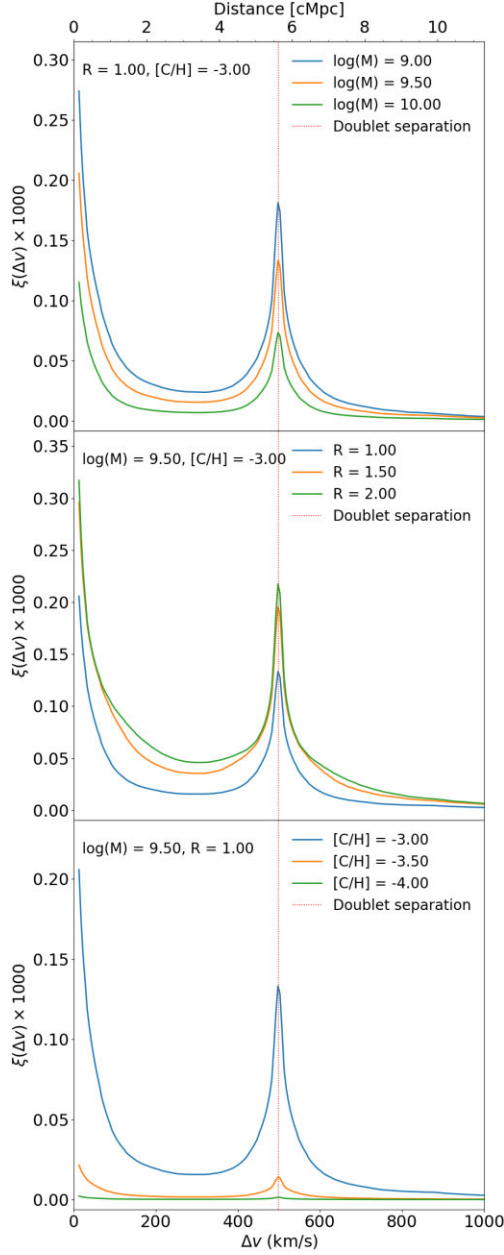 Distance [cMpc]
0 2 4 6 8 10
R = 1.00, [C/H] = -3.00
log(M) = 9.00
log(M) = 9.50
log(M) = 10.00
Doublet separation
0.30
0.25
0.20
0.15
0.10
0.05
0.00
ξ(Δv) × 1000
log(M) = 9.50, [C/H] = -3.00
R = 1.00
R = 1.50
R = 2.00
Doublet separation
0.35
0.30
0.25
0.20
0.15
0.10
0.05
0.00
ξ(Δv) × 1000
log(M) = 9.50, R = 1.00
[C/H] = -3.00
[C/H] = -3.50
[C/H] = -4.00
Doublet separation
0.20
0.15
0.10
0.05
0.00
ξ(Δv) × 1000
0 200 400 600 800 1000
Δv (km/s)